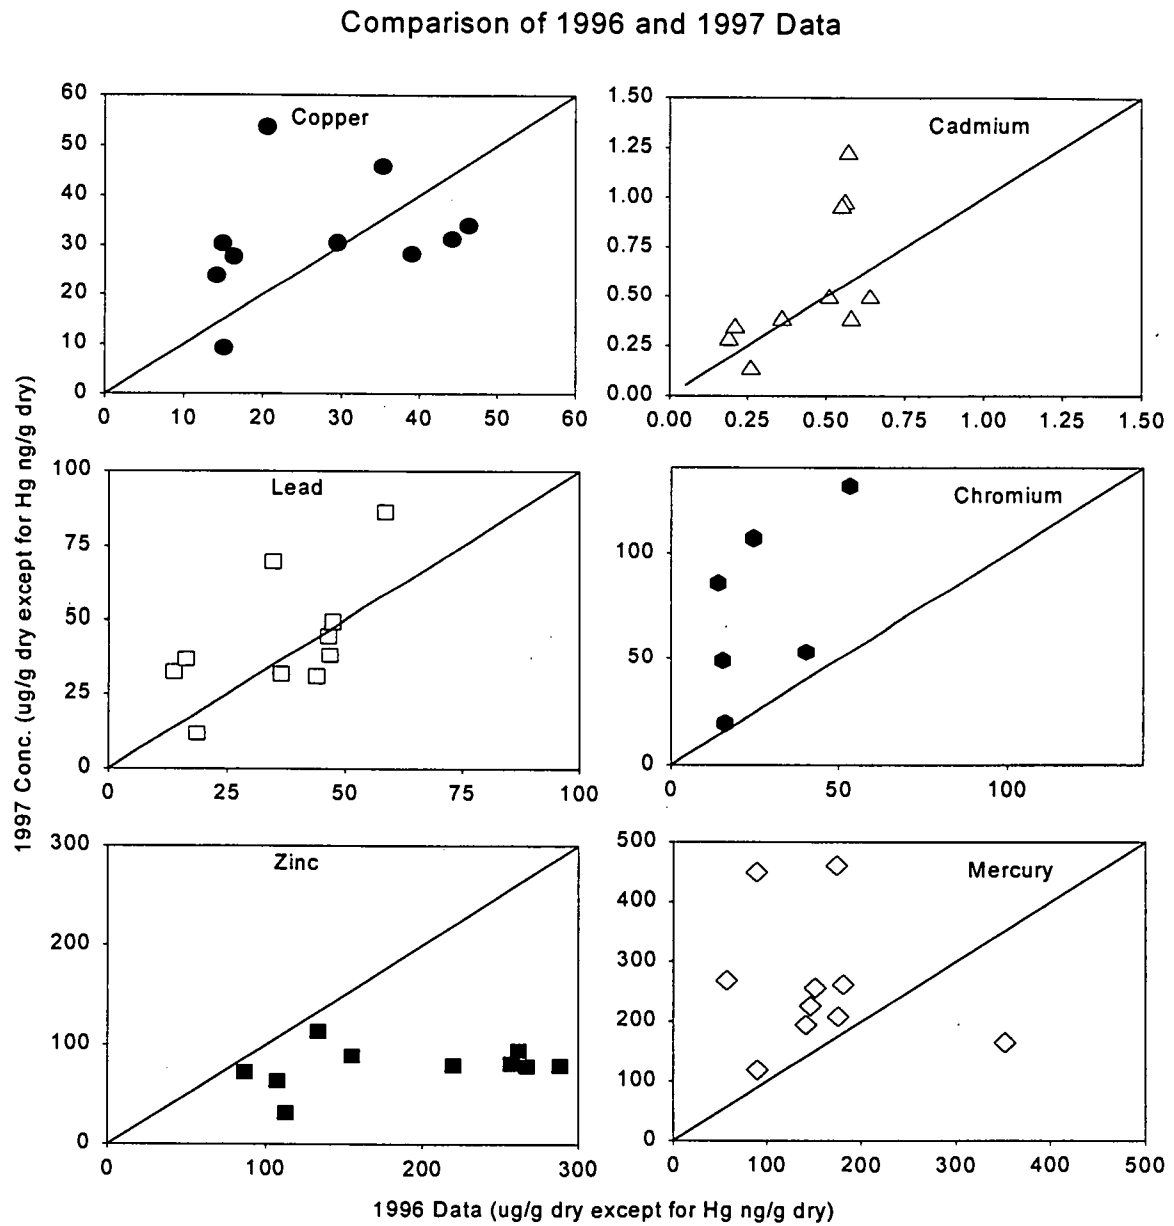 Comparison of 1996 and 1997 Data
1997 Conc. (ug/g dry except for Hg ng/g dry)
Copper
60
50
40
30
20
10
0
0 10 20 30 40 50 60
Cadmium
1.50
1.25
1.00
0.75
0.50
0.25
0.00
0.00 0.25 0.50 0.75 1.00 1.25 1.50
Lead
100
75
50
25
0
0 25 50 75 100
Chromium
100
50
0
0 50 100
Zinc
300
200
100
0
0 100 200 300
Mercury
500
400
300
200
100
0
0 100 200 300 400 500
1996 Data (ug/g dry except for Hg ng/g dry)